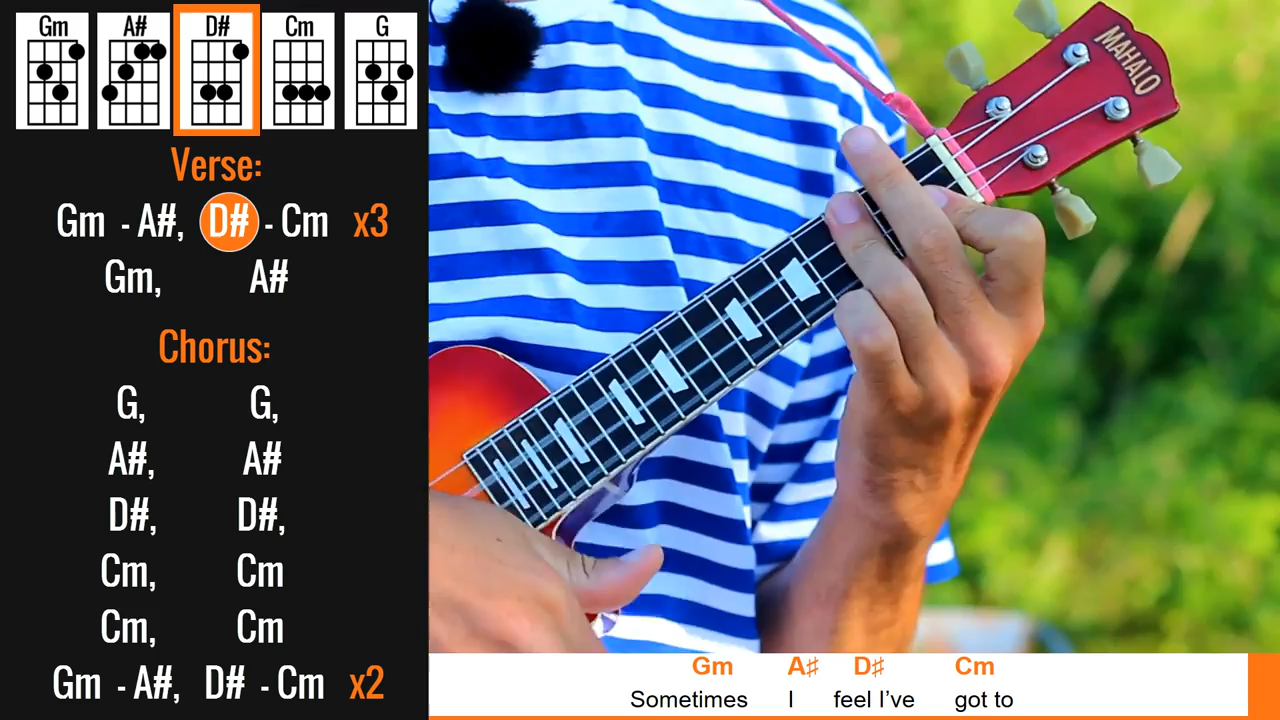 Gm A# D# Cm G
Verse:
Gm - A#, D# - Cm x3
Gm, A#
Chorus:
G, G,
A#, A#
D#, D#,
Cm, Cm
Cm, Cm
Gm - A#, D# - Cm x2
MAHALO
Gm A♯ D♯ Cm
Sometimes I feel I've got to